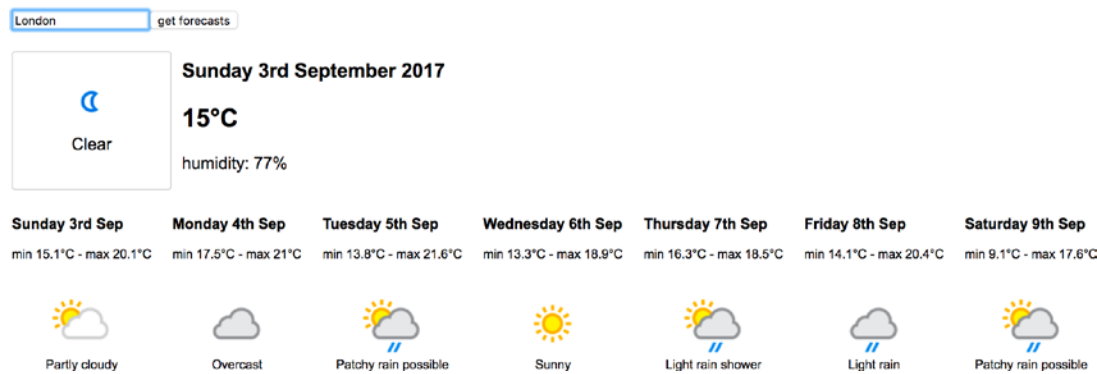 London get forecasts
Sunday 3rd September 2017
15°C
Clear
humidity: 77%
Sunday 3rd Sep Monday 4th Sep Tuesday 5th Sep Wednesday 6th Sep Thursday 7th Sep Friday 8th Sep Saturday 9th Sep
min 15.1°C - max 20.1°C min 17.5°C - max 21°C min 13.8°C - max 21.6°C min 13.3°C - max 18.9°C min 16.3°C - max 18.5°C min 14.1°C - max 20.4°C min 9.1°C - max 17.6°C
Partly cloudy Overcast Patchy rain possible Sunny Light rain shower Light rain Patchy rain possible